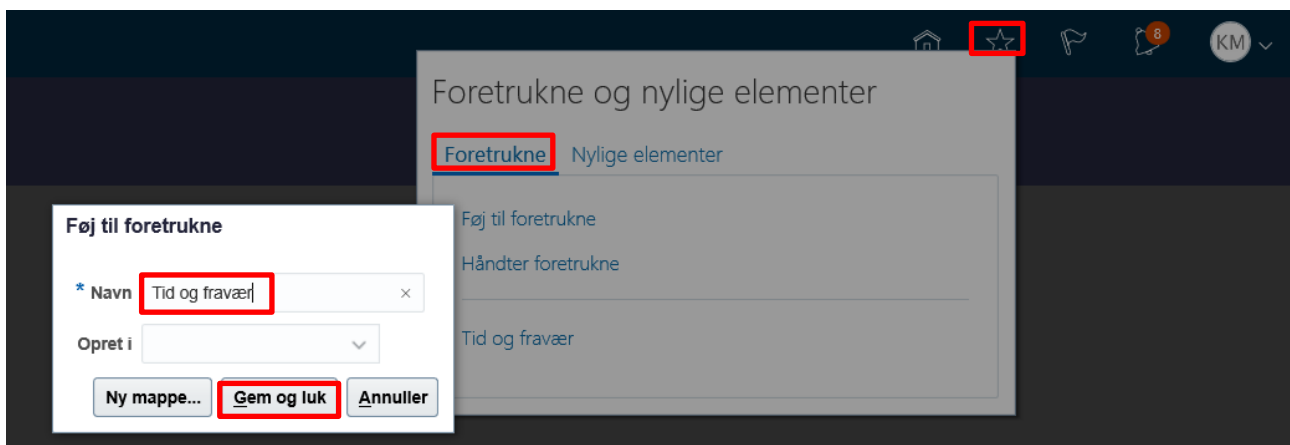 8
KM
Foretrukne og nylige elementer
Foretrukne Nylige elementer
Føj til foretrukne
Håndter foretrukne
Tid og fravær
Føj til foretrukne
* Navn Tid og fravær ×
Opret i
Ny mappe... Gem og luk Annuller